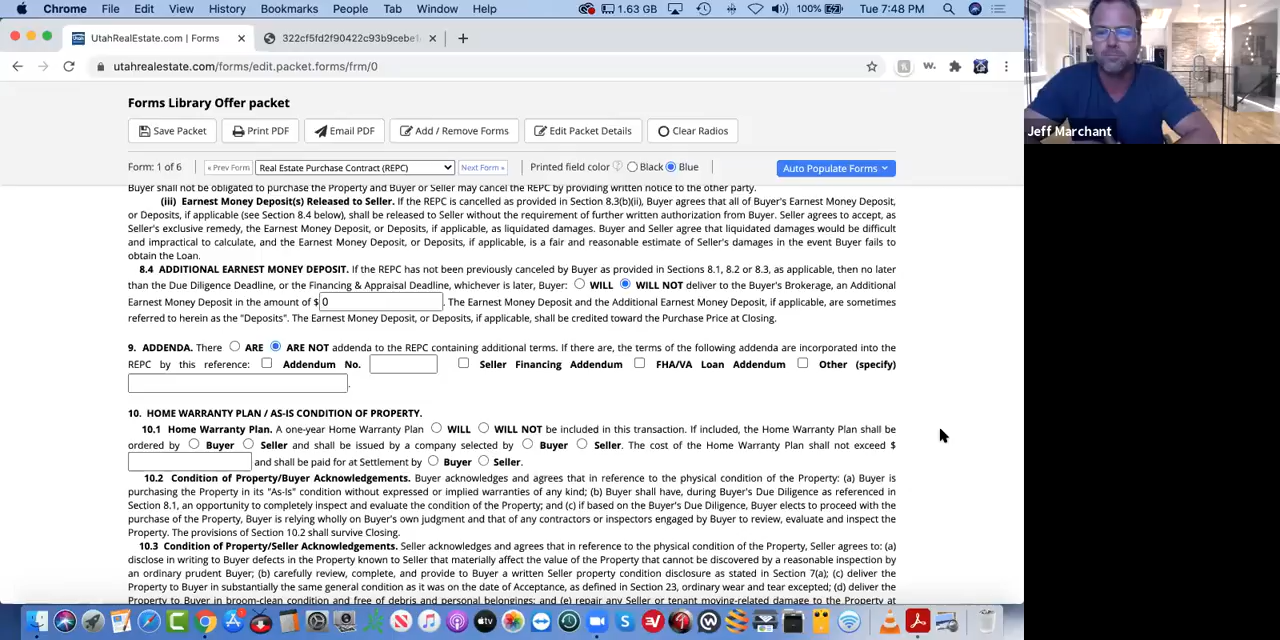 Chrome File Edit View History Bookmarks People Tab Window Help 1.63 GB 100% Tue 7:48 PM
UtahRealEstate.com | Forms 322cf5fd2f90422c93b9cebe
utahrealestate.com/forms/edit.packet.forms/frm/0
Forms Library Offer packet
Save Packet Print PDF Email PDF Add / Remove Forms Edit Packet Details Clear Radios
Form: 1 of 6 « Prev Form Real Estate Purchase Contract (REPC) Next Form » Printed field color Black Blue Auto Populate Forms
Buyer shall not be obligated to purchase the Property and Buyer or Seller may cancel the REPC by providing written notice to the other party.
(iii) Earnest Money Deposit(s) Released to Seller. If the REPC is cancelled as provided in Section 8.3(b)(ii), Buyer agrees that all of Buyer's Earnest Money Deposit,
or Deposits, if applicable (see Section 8.4 below), shall be released to Seller without the requirement of further written authorization from Buyer. Seller agrees to accept, as
Seller's exclusive remedy, the Earnest Money Deposit, or Deposits, if applicable, as liquidated damages. Buyer and Seller agree that liquidated damages would be difficult
and impractical to calculate, and the Earnest Money Deposit, or Deposits, if applicable, is a fair and reasonable estimate of Seller's damages in the event Buyer fails to
obtain the Loan.
8.4 ADDITIONAL EARNEST MONEY DEPOSIT. If the REPC has not been previously canceled by Buyer as provided in Sections 8.1, 8.2 or 8.3, as applicable, then no later
than the Due Diligence Deadline, or the Financing & Appraisal Deadline, whichever is later, Buyer: WILL WILL NOT deliver to the Buyer's Brokerage, an Additional
Earnest Money Deposit in the amount of $ 0 . The Earnest Money Deposit and the Additional Earnest Money Deposit, if applicable, are sometimes
referred to herein as the "Deposits". The Earnest Money Deposit, or Deposits, if applicable, shall be credited toward the Purchase Price at Closing.
9. ADDENDA. There ARE ARE NOT addenda to the REPC containing additional terms. If there are, the terms of the following addenda are incorporated into the
REPC by this reference: Addendum No. Seller Financing Addendum FHA/VA Loan Addendum Other (specify)
.
10. HOME WARRANTY PLAN / AS-IS CONDITION OF PROPERTY.
10.1 Home Warranty Plan. A one-year Home Warranty Plan WILL WILL NOT be included in this transaction. If included, the Home Warranty Plan shall be
ordered by Buyer Seller and shall be issued by a company selected by Buyer Seller. The cost of the Home Warranty Plan shall not exceed $
and shall be paid for at Settlement by Buyer Seller.
10.2 Condition of Property/Buyer Acknowledgements. Buyer acknowledges and agrees that in reference to the physical condition of the Property: (a) Buyer is
purchasing the Property in its "As-Is" condition without expressed or implied warranties of any kind; (b) Buyer shall have, during Buyer's Due Diligence as referenced in
Section 8.1, an opportunity to completely inspect and evaluate the condition of the Property; and (c) if based on the Buyer's Due Diligence, Buyer elects to proceed with the
purchase of the Property, Buyer is relying wholly on Buyer's own judgment and that of any contractors or inspectors engaged by Buyer to review, evaluate and inspect the
Property. The provisions of Section 10.2 shall survive Closing.
10.3 Condition of Property/Seller Acknowledgements. Seller acknowledges and agrees that in reference to the physical condition of the Property, Seller agrees to: (a)
disclose in writing to Buyer defects in the Property known to Seller that materially affect the value of the Property that cannot be discovered by a reasonable inspection by
an ordinary prudent Buyer; (b) carefully review, complete, and provide to Buyer a written Seller property condition disclosure as stated in Section 7(a); (c) deliver the
Property to Buyer in substantially the same general condition as it was on the date of Acceptance, as defined in Section 23, ordinary wear and tear excepted; (d) deliver the
Property to Buyer in broom-clean condition and free of debris and personal belongings; and (e) repair any Seller or tenant moving-related damage to the Property at
Jeff Marchant